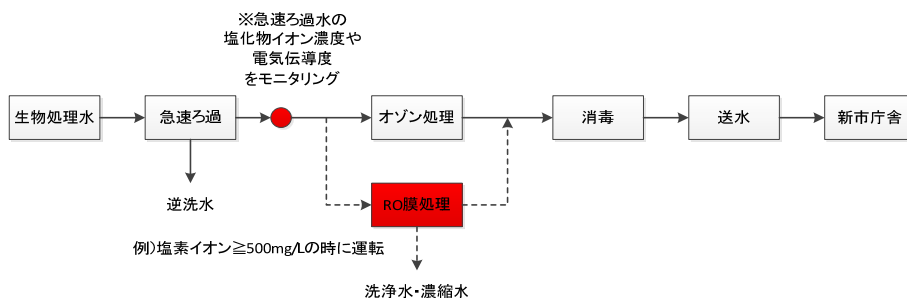 ※急速ろ過水の
塩化物イオン濃度や
電気伝導度
をモニタリング
生物処理水
急速ろ過
オゾン処理
消毒
送水
新市庁舎
逆洗水
RO膜処理
例）塩素イオン≧500mg/Lの時に運転
洗浄水・濃縮水